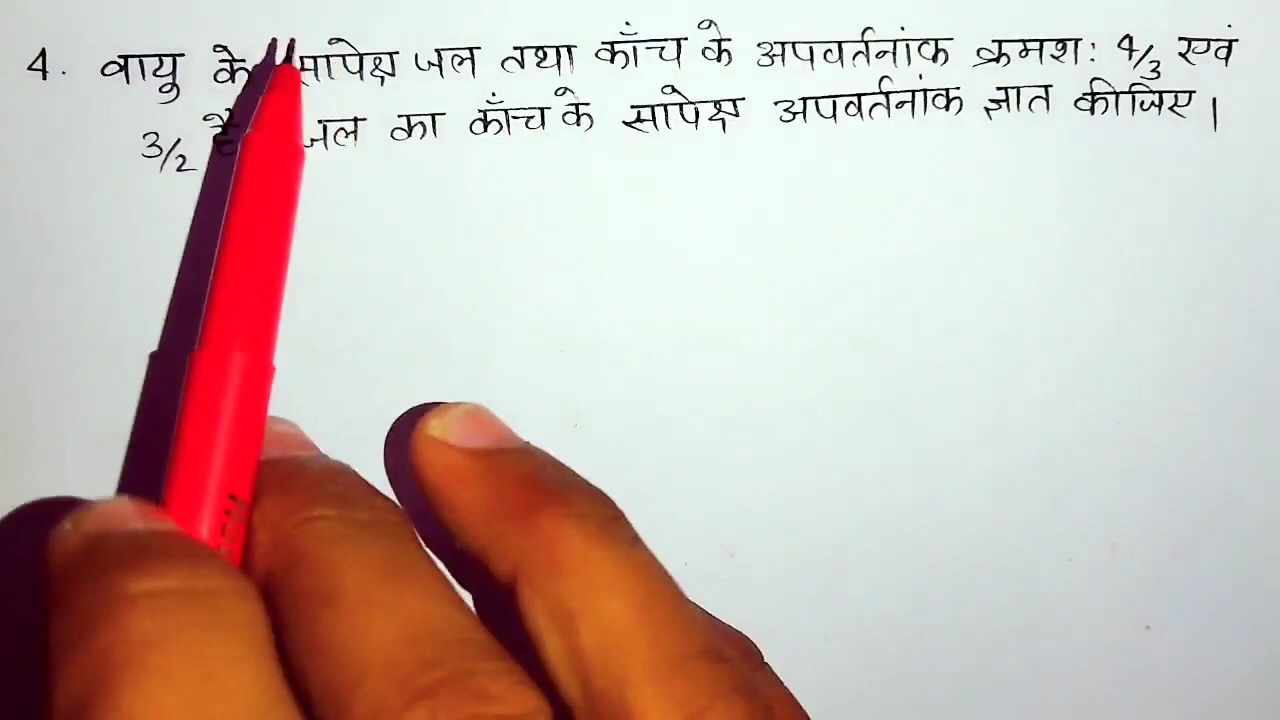 4. वायु के सापेक्ष जल तथा काँच के अपवर्तनांक क्रमश: 4/3 एवं
3/2 है जल का काँच के सापेक्ष अपवर्तनांक ज्ञात कीजिए।